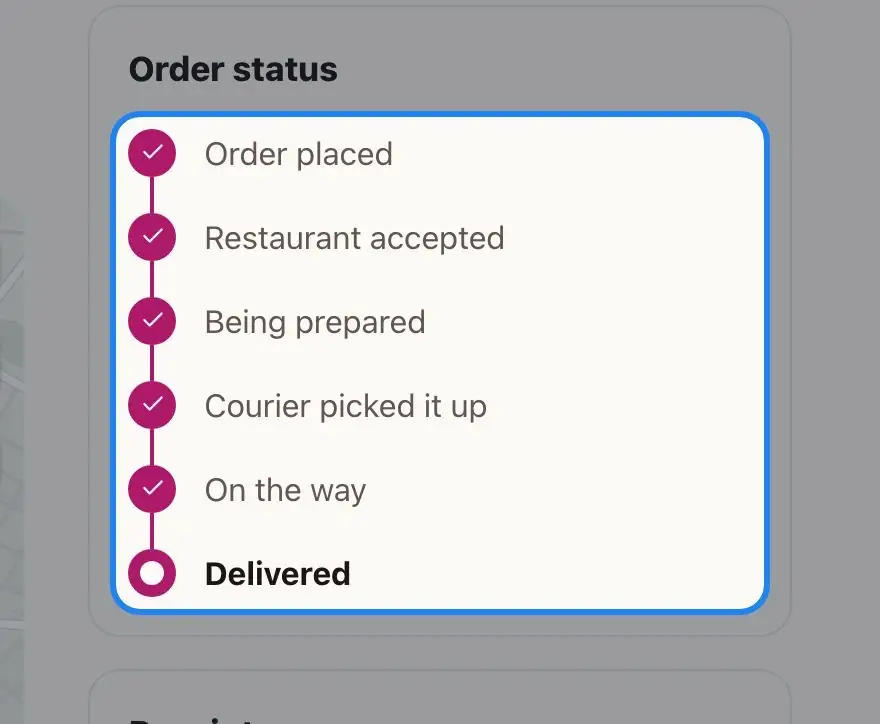 Order status
Order placed
Restaurant accepted
Being prepared
Courier picked it up
On the way
Delivered